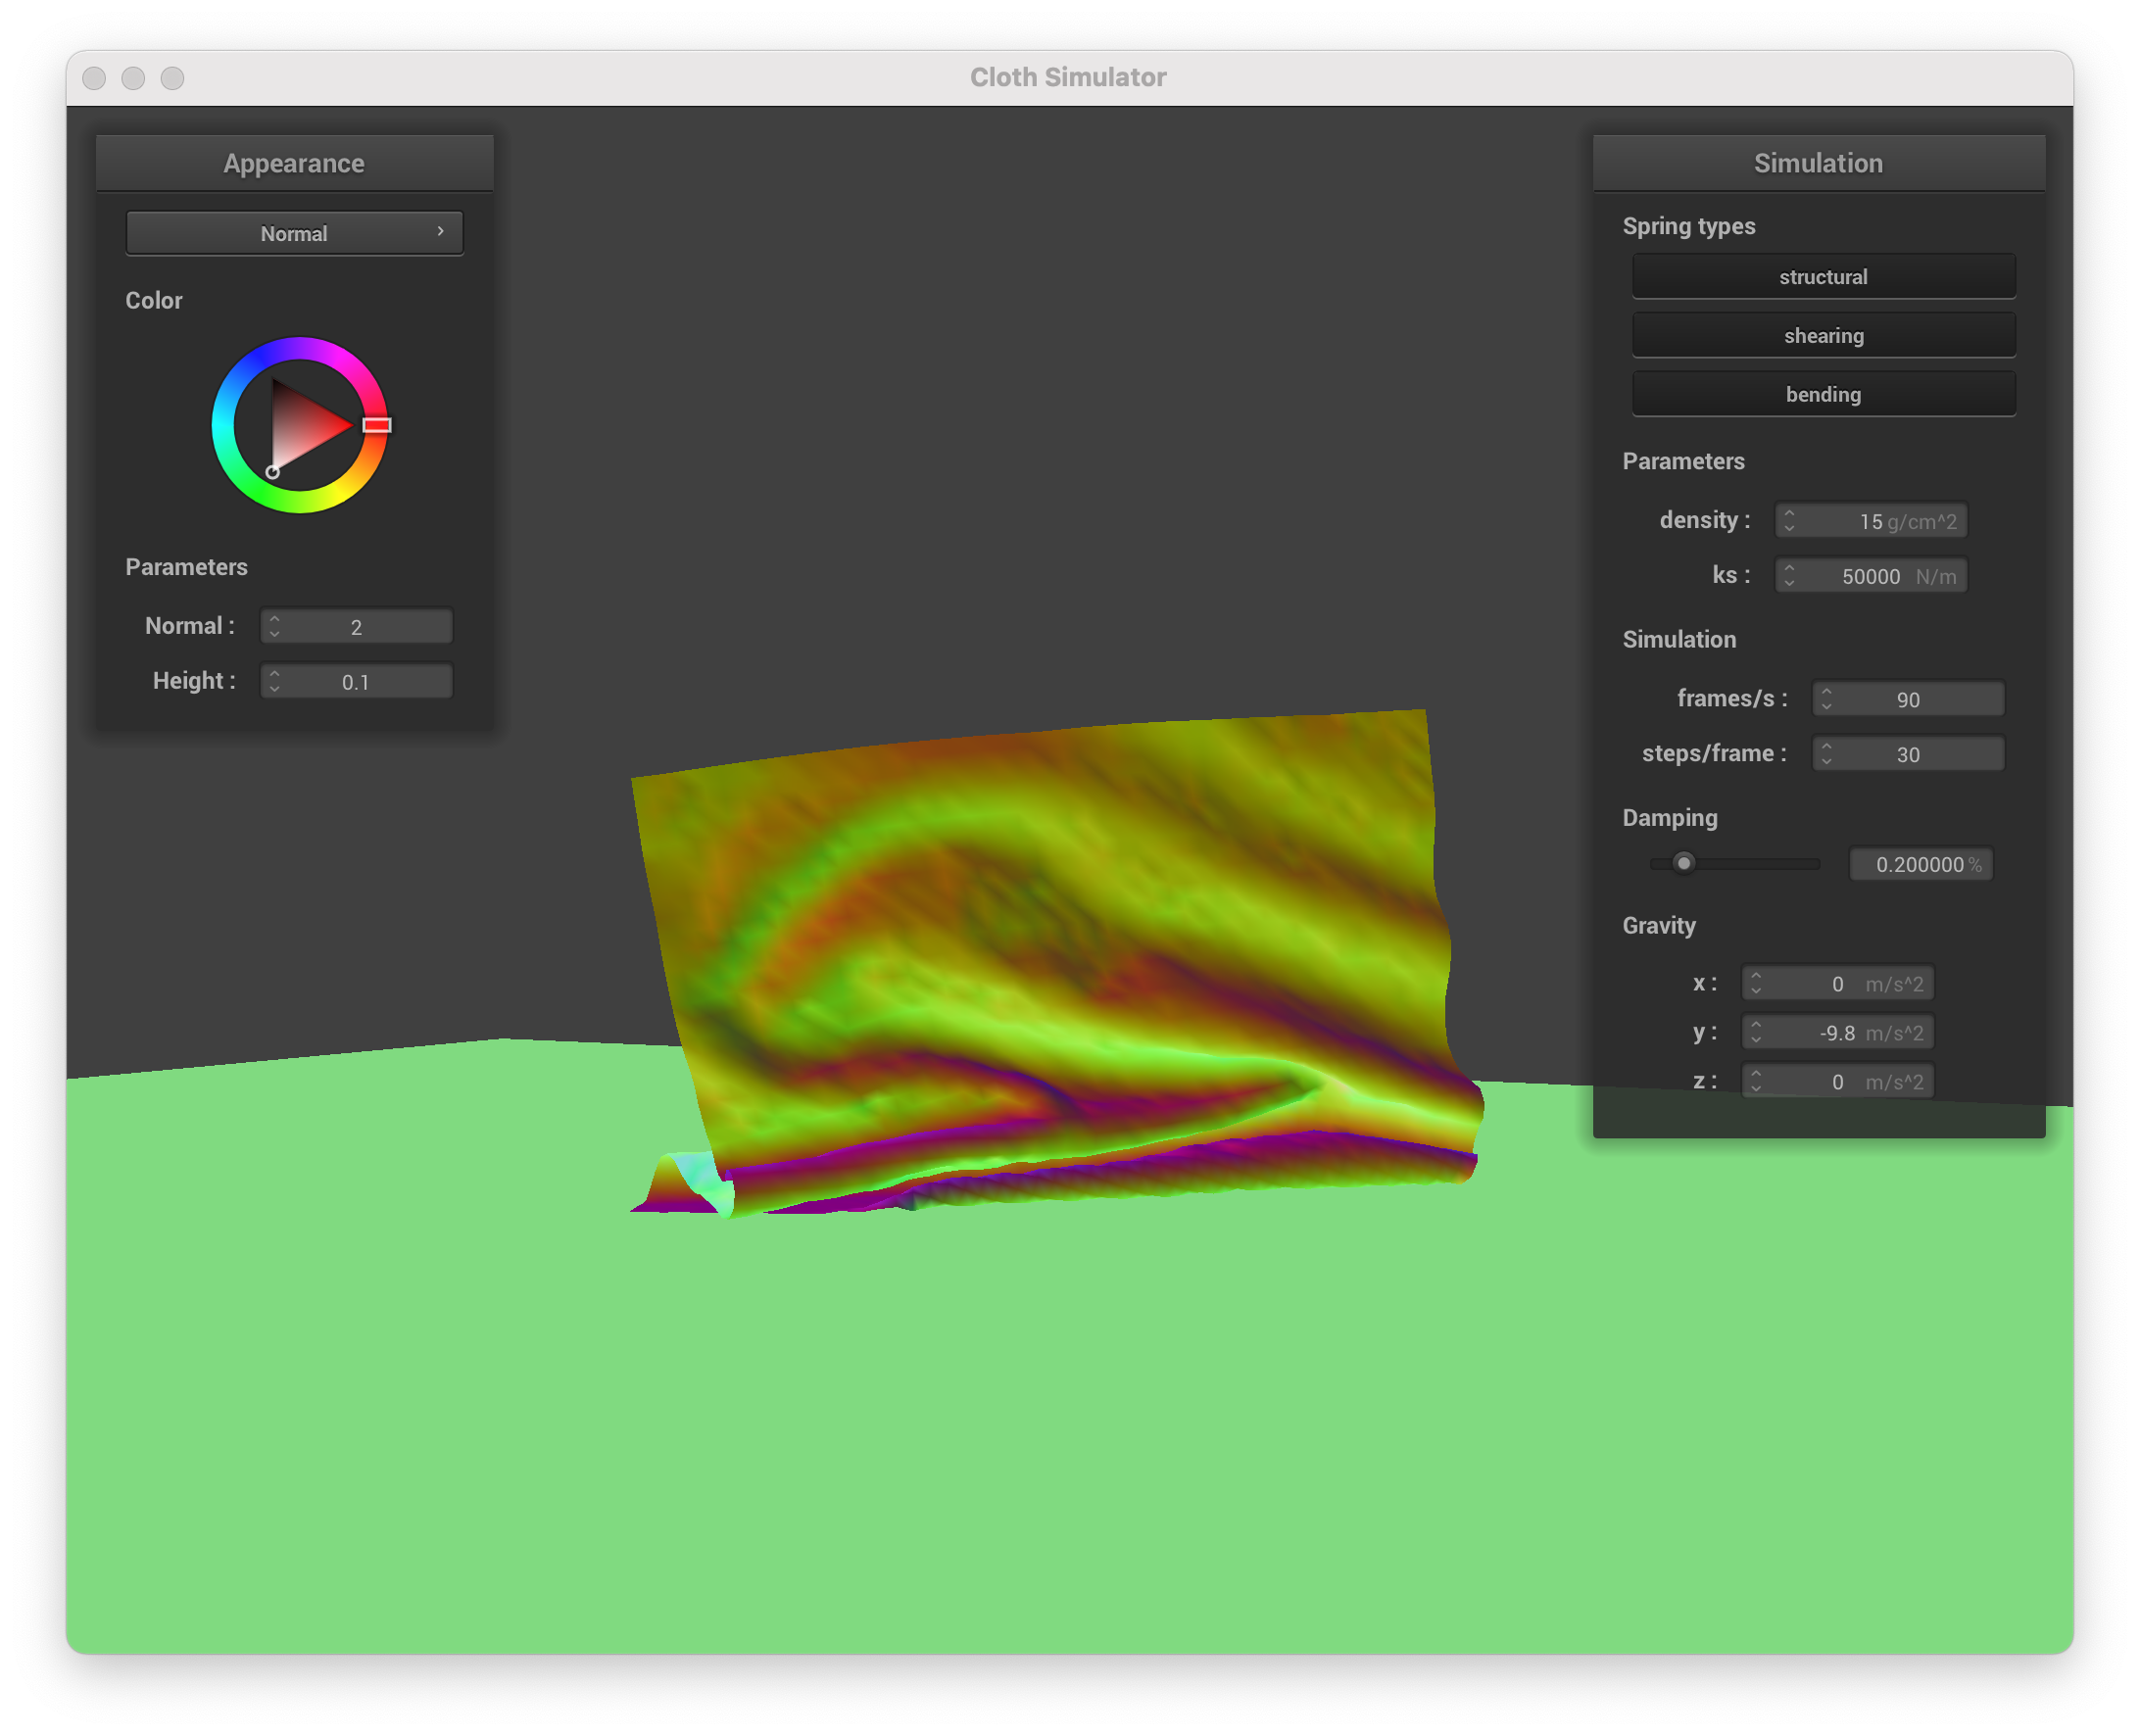 Cloth Simulator
Appearance
Normal
Color
Parameters
Normal :
2
Height :
0.1
Simulation
Spring types
structural
shearing
bending
Parameters
density :
15 g/cm^2
ks :
50000 N/m
Simulation
frames/s :
90
steps/frame :
30
Damping
0.200000 %
Gravity
x :
0 m/s^2
y :
-9.8 m/s^2
z :
0 m/s^2